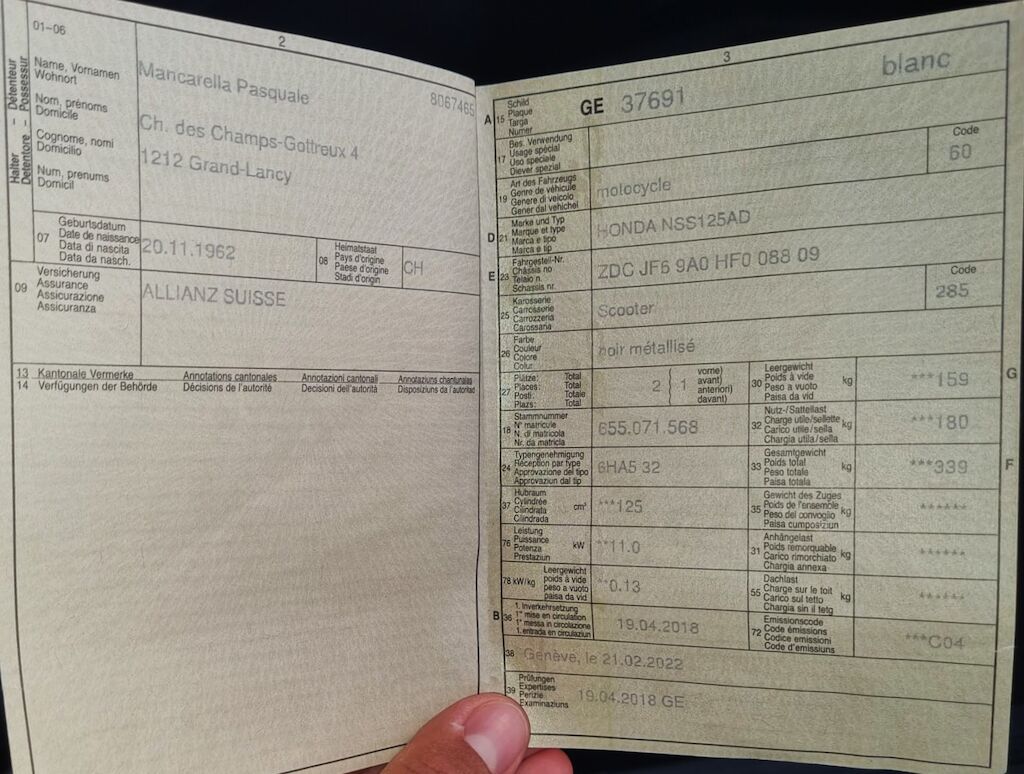 2
01-06
Halter - Détenteur
Detentore - Possessur
Name, Vornamen
Wohnort
Nom, prénoms
Domicile
Cognome, nomi
Domicilio
Num, prenums
Domicil
Mancarella Pasquale
8067465
Ch. des Champs-Gottreux 4
1212 Grand-Lancy
07
Geburtsdatum
Date de naissance
Data di nascita
Data da nasch.
20.11.1962
08
Heimatstaat
Pays d'origine
Paese d'origine
Stadi d'origin
CH
09
Versicherung
Assurance
Assicurazione
Assicuranza
ALLIANZ SUISSE
13 Kantonale Vermerke Annotations cantonales Annotazioni cantonali Annotaziuns chantunalas
14 Verfügungen der Behörde Décisions de l'autorité Decisioni dell'autorità Disposiziuns da l'autoritad
3
A 15
Schild
Plaque
Targa
Numer
GE 37691
blanc
17
Bes. Verwendung
Usage spécial
Uso speciale
Diever spezial
Code
60
19
Art des Fahrzeugs
Genre de véhicule
Genere di veicolo
Gener dal vehichel
motocycle
D 21
Marke und Typ
Marque et type
Marca e tipo
Marca e tip
HONDA NSS125AD
E 23
Fahrgestell-Nr.
Châssis no
Telaio n.
Schassis nr.
ZDC JF6 9A0 HF0 088 09
25
Karosserie
Carrosserie
Carrozzeria
Carossaria
Scooter
Code
285
26
Farbe
Couleur
Colore
Colur
noir métallisé
27
Plätze: Total
Places: Total
Posti: Totale
Plazs: Total
2 { 1
vorne)
avant)
anteriori)
davant)
30
Leergewicht
Poids à vide
Peso a vuoto
Paisa da vid
kg
***159
G
18
Stammnummer
N° matricule
N. di matricola
Nr. da matricla
655.071.568
32
Nutz-/Sattellast
Charge utile/sellette
Carico utile/sella
Chargia utila/sella
kg
***180
24
Typengenehmigung
Réception par type
Approvazione del tipo
Approvaziun dal tip
6HA5 32
33
Gesamtgewicht
Poids total
Peso totale
Paisa totala
kg
***339
F
37
Hubraum
Cylindrée
Cilindrata
Cilindrada
cm³
***125
35
Gewicht des Zuges
Poids de l'ensemble
Peso del convoglio
Paisa cumposiziun
kg
******
76
Leistung
Puissance
Potenza
Prestaziun
kW
**11.0
31
Anhängelast
Poids remorquable
Carico rimorchiato
Chargia annexa
kg
******
78 kW/kg
Leergewicht
poids à vide
peso a vuoto
paisa da vid
**0.13
55
Dachlast
Charge sur le toit
Carico sul tetto
Chargia sin il tetg
kg
******
B 36
1. Inverkehrsetzung
1re mise en circulation
1a messa in circolazione
1. entrada en circulaziun
19.04.2018
72
Emissionscode
Code émissions
Codice emissioni
Code d'emissiuns
***C04
38
Genève, le 21.02.2022
39
Prüfungen
Expertises
Perizie
Examinaziuns
19.04.2018 GE